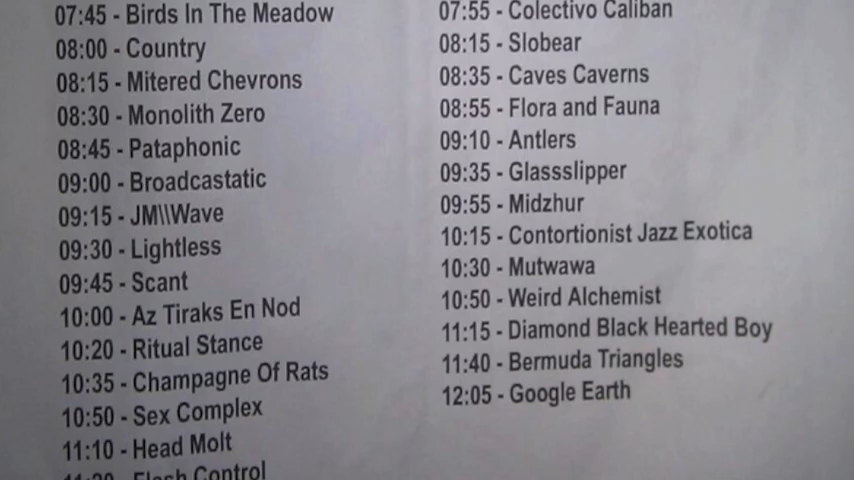 07:45 - Birds In The Meadow
08:00 - Country
08:15 - Mitered Chevrons
08:30 - Monolith Zero
08:45 - Pataphonic
09:00 - Broadcastatic
09:15 - JM\\Wave
09:30 - Lightless
09:45 - Scant
10:00 - Az Tiraks En Nod
10:20 - Ritual Stance
10:35 - Champagne Of Rats
10:50 - Sex Complex
11:10 - Head Molt
Control
07:55 - Colectivo Caliban
08:15 - Slobear
08:35 - Caves Caverns
08:55 - Flora and Fauna
09:10 - Antlers
09:35 - Glassslipper
09:55 - Midzhur
10:15 - Contortionist Jazz Exotica
10:30 - Mutwawa
10:50 - Weird Alchemist
11:15 - Diamond Black Hearted Boy
11:40 - Bermuda Triangles
12:05 - Google Earth